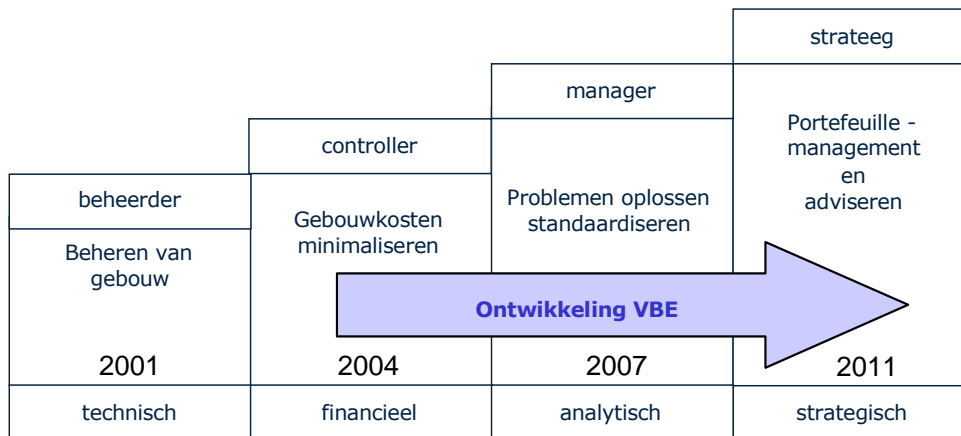 strateeg
manager
Portefeuille -
management
en
adviseren
controller
beheerder
Problemen oplossen
standaardiseren
Gebouwkosten
minimaliseren
Beheren van
gebouw
Ontwikkeling VBE
2001
2004
2007
2011
technisch
financieel
analytisch
strategisch